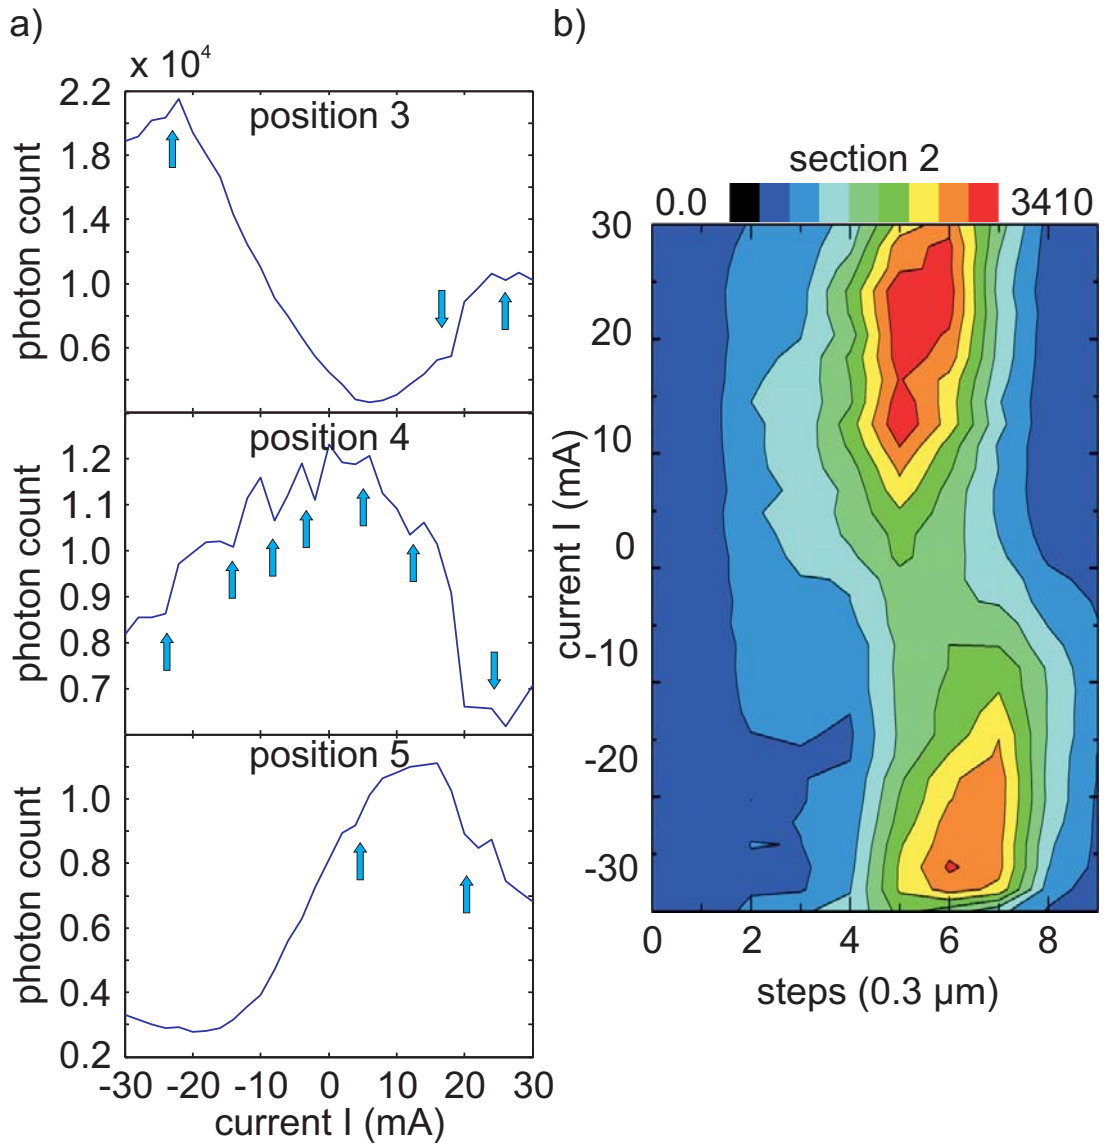 a)
x 10⁴
position 3
photon count
2.2
1.8
1.4
1.0
0.6
position 4
photon count
1.2
1.1
1.0
0.9
0.8
0.7
position 5
photon count
1.0
0.8
0.6
0.4
0.2
-30 -20 -10 0 10 20 30
current I (mA)
b)
section 2
0.0 3410
current I (mA)
30
20
10
0
-10
-20
-30
0 2 4 6 8
steps (0.3 µm)